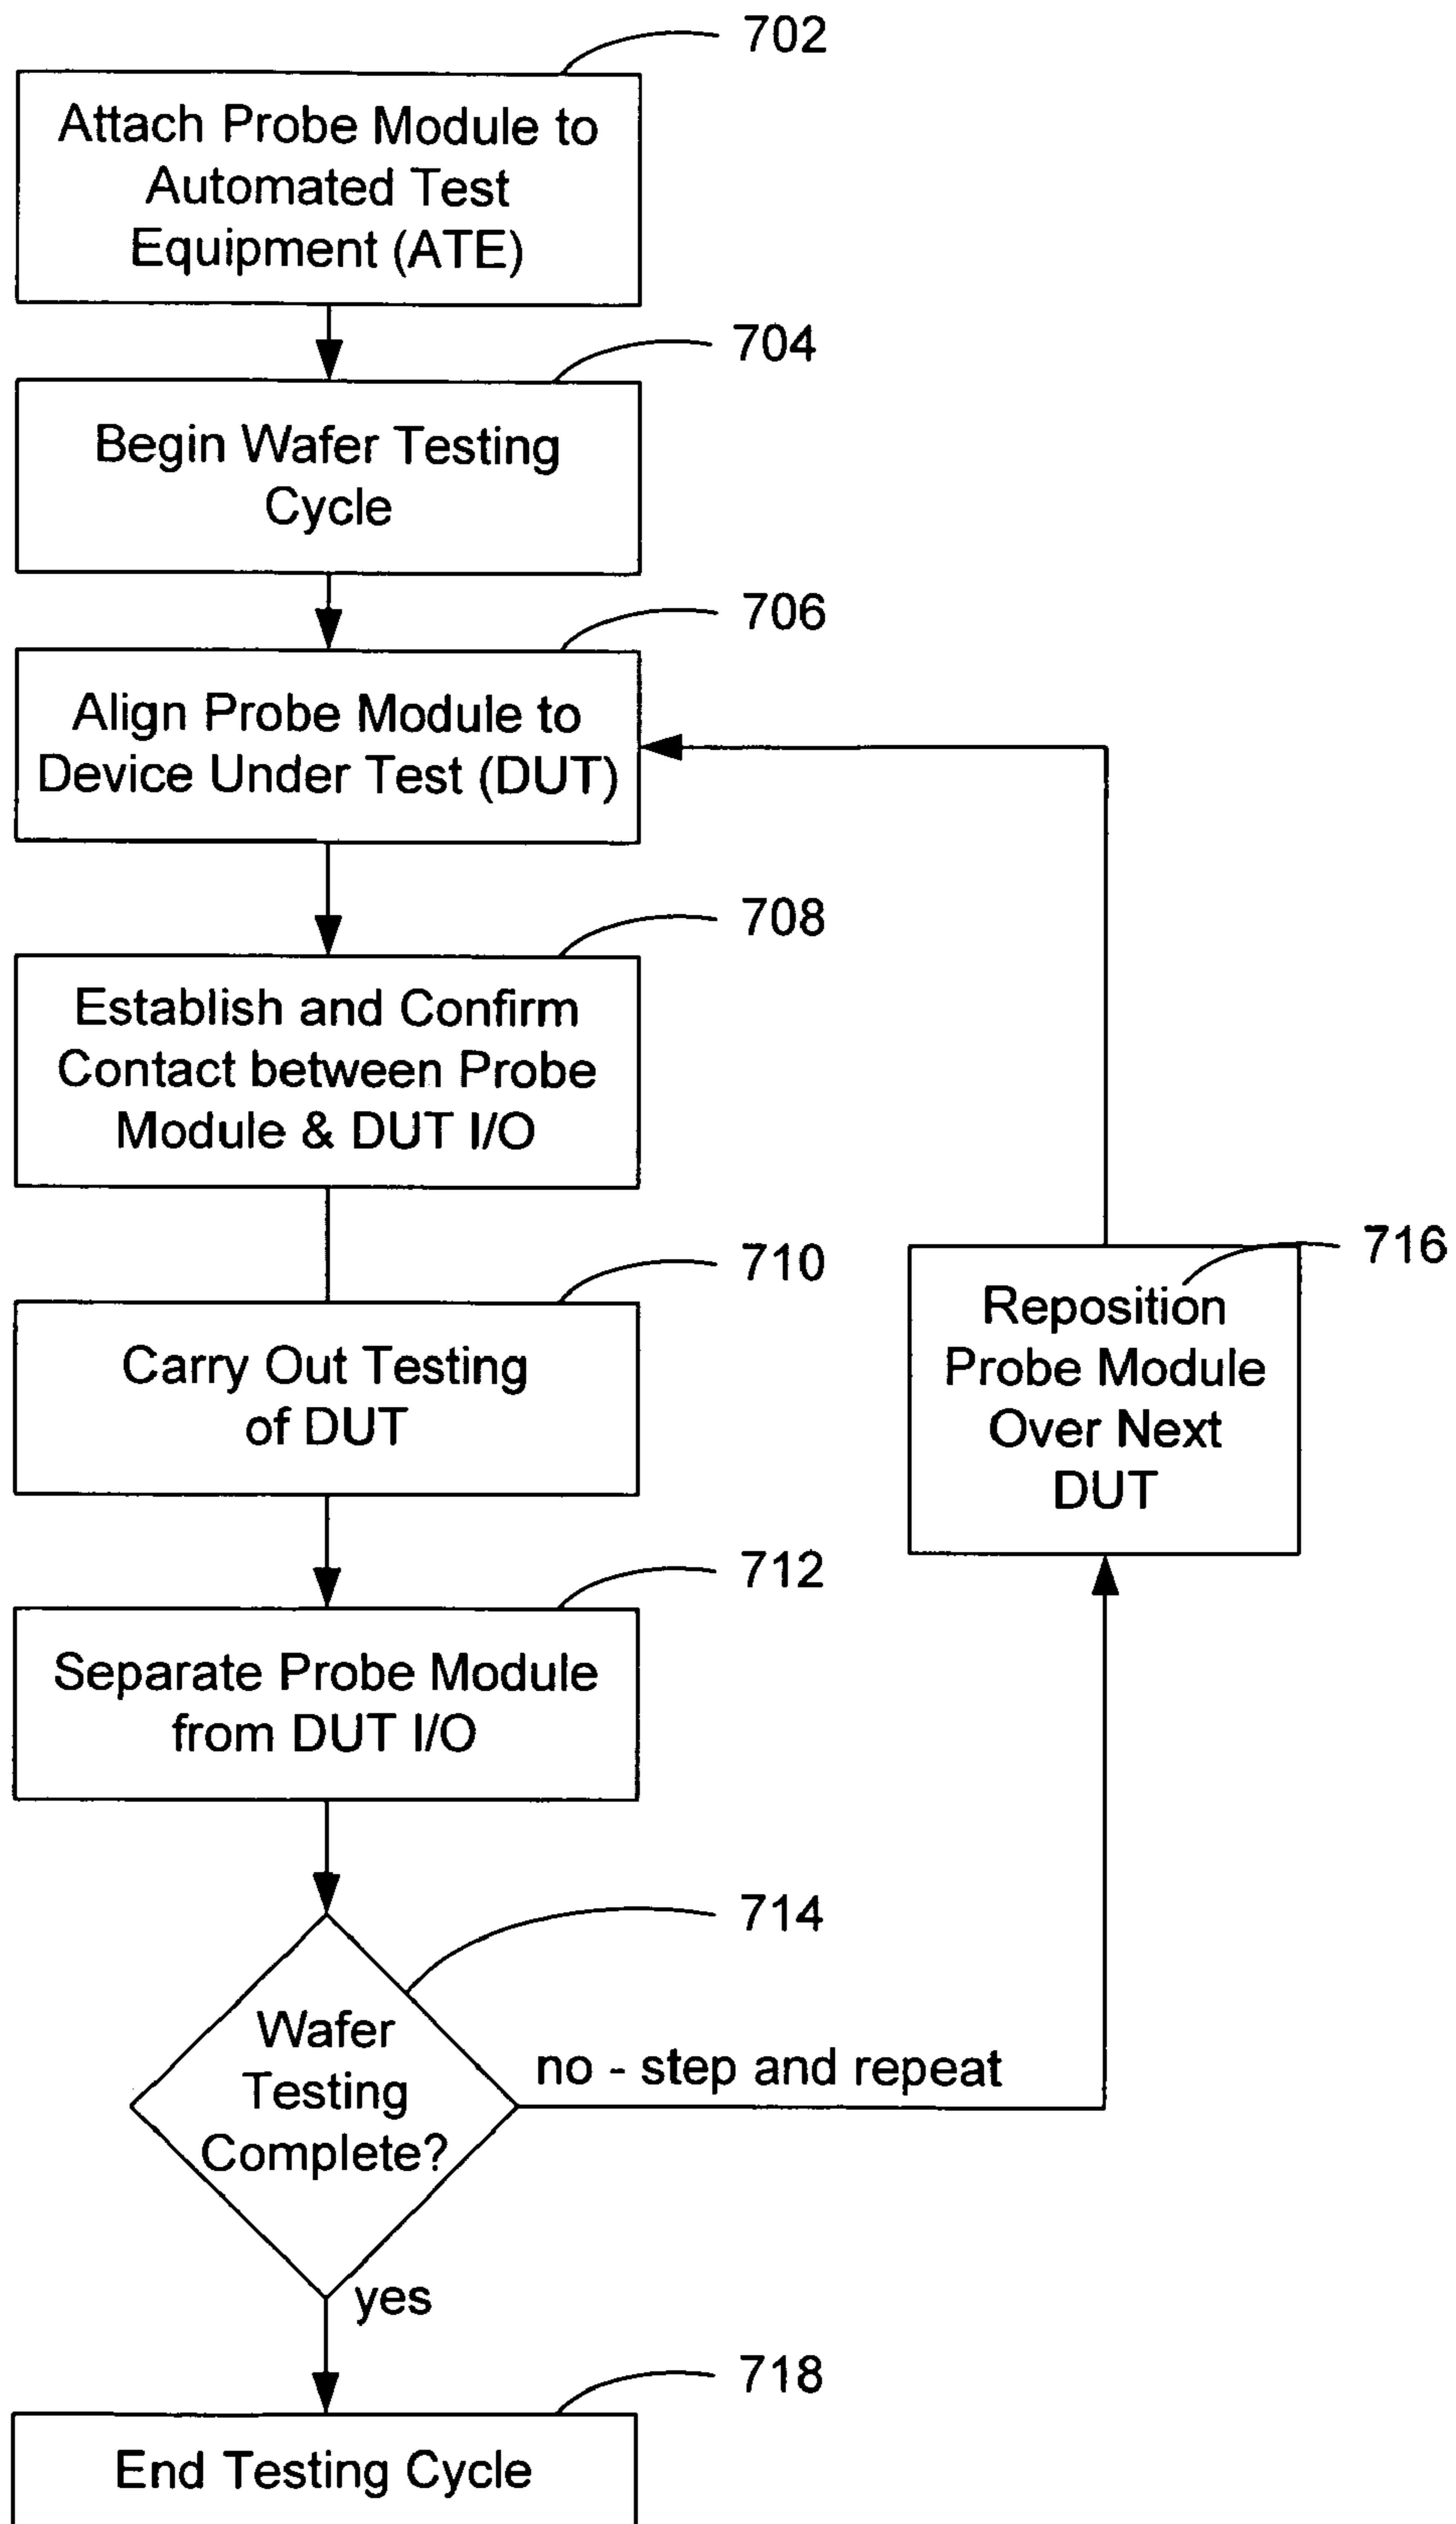 702
Attach Probe Module to
Automated Test
Equipment (ATE)
704
Begin Wafer Testing
Cycle
706
Align Probe Module to
Device Under Test (DUT)
708
Establish and Confirm
Contact between Probe
Module & DUT I/O
710
Carry Out Testing
of DUT
716
Reposition
Probe Module
Over Next
DUT
712
Separate Probe Module
from DUT I/O
714
Wafer
Testing
Complete?
no - step and repeat
yes
718
End Testing Cycle